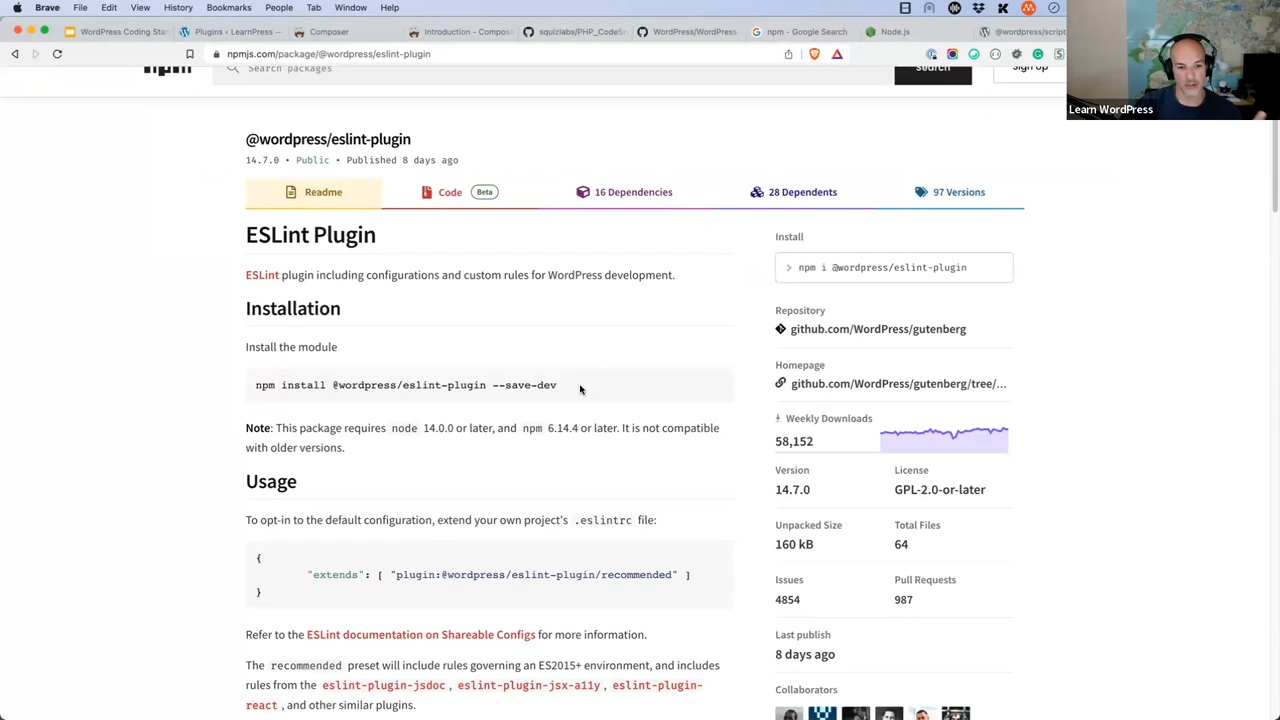 Brave File Edit View History Bookmarks People Tab Window Help
WordPress Coding Stan
Plugins ‹ LearnPress —
Composer
Introduction - Compose
squizlabs/PHP_CodeSn
WordPress/WordPress
npm - Google Search
Node.js
@wordpress/script
npmjs.com/package/@wordpress/eslint-plugin
npm
Search packages
Search
Sign Up
Learn WordPress
@wordpress/eslint-plugin
14.7.0 • Public • Published 8 days ago
Readme
Code Beta
16 Dependencies
28 Dependents
97 Versions
ESLint Plugin
ESLint plugin including configurations and custom rules for WordPress development.
Installation
Install the module
npm install @wordpress/eslint-plugin --save-dev
Note: This package requires node 14.0.0 or later, and npm 6.14.4 or later. It is not compatible
with older versions.
Usage
To opt-in to the default configuration, extend your own project's .eslintrc file:
{
"extends": [ "plugin:@wordpress/eslint-plugin/recommended" ]
}
Refer to the ESLint documentation on Shareable Configs for more information.
The recommended preset will include rules governing an ES2015+ environment, and includes
rules from the eslint-plugin-jsdoc, eslint-plugin-jsx-a11y, eslint-plugin-
react, and other similar plugins.
Install
> npm i @wordpress/eslint-plugin
Repository
github.com/WordPress/gutenberg
Homepage
github.com/WordPress/gutenberg/tree/...
Weekly Downloads
58,152
Version
License
14.7.0
GPL-2.0-or-later
Unpacked Size
Total Files
160 kB
64
Issues
Pull Requests
4854
987
Last publish
8 days ago
Collaborators